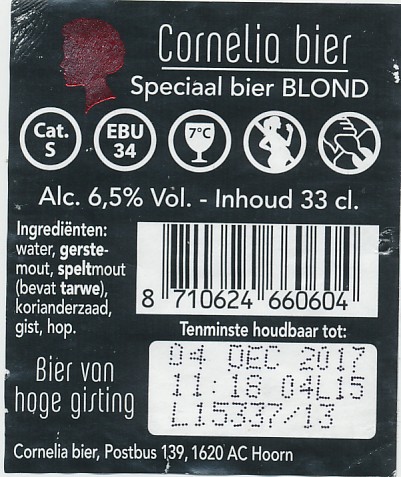 Cornelia bier
Speciaal bier BLOND
Cat.
S
EBU
34
7°C
Alc. 6,5% Vol. - Inhoud 33 cl.
Ingrediënten:
water, gerste-
mout, speltmout
(bevat tarwe),
korianderzaad,
gist, hop.
8 710624 660604
Tenminste houdbaar tot:
04 DEC 2017
11:18 04L15
L15337/13
Bier van
hoge gisting
Cornelia bier, Postbus 139, 1620 AC Hoorn